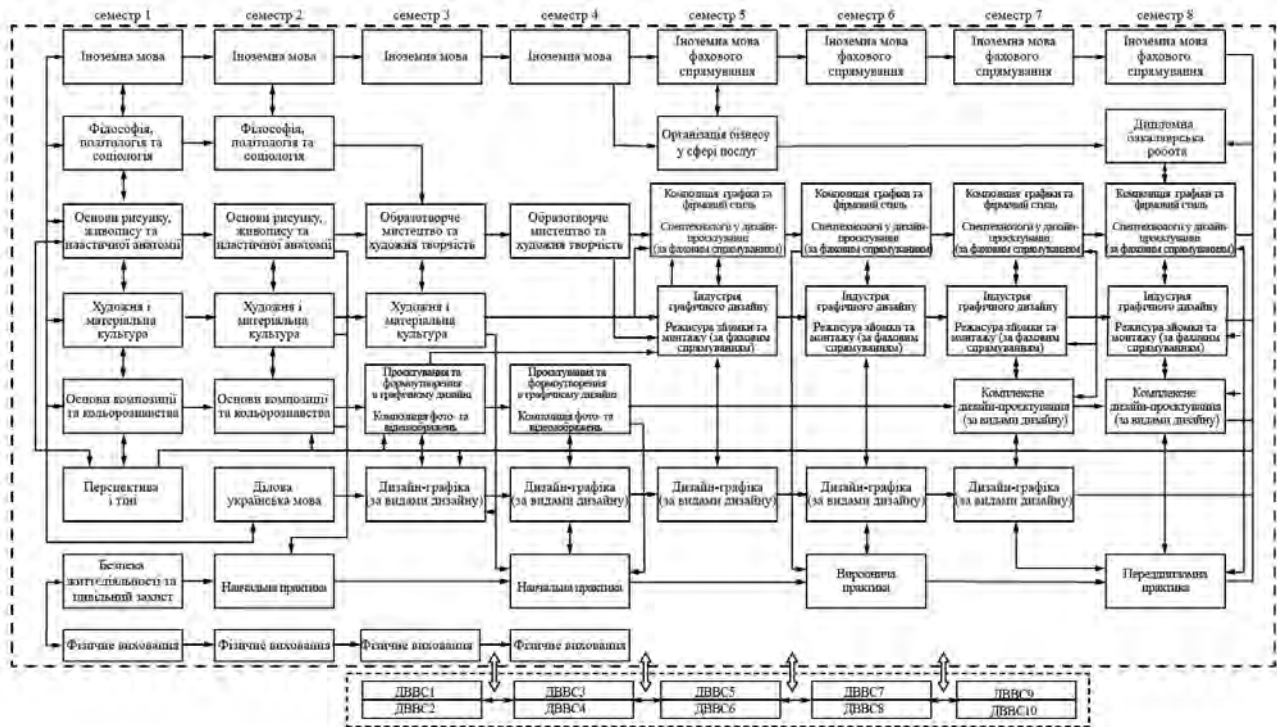 семестр 1
семестр 2
семестр 3
семестр 4
семестр 5
семестр 6
семестр 7
семестр 8
Іноземна мова
Іноземна мова
Іноземна мова
Іноземна мова
Іноземна мова
фахового
спрямування
Іноземна мова
фахового
спрямування
Іноземна мова
фахового
спрямування
Іноземна мова
фахового
спрямування
Філософія,
політологія та
соціологія
Філософія,
політологія та
соціологія
Організація бізнесу
у сфері послуг
Дипломна
бакалаврська
робота
Основи рисунку,
живопису та
пластичної анатомії
Основи рисунку,
живопису та
пластичної анатомії
Образотворче
мистецтво та
художня творчість
Образотворче
мистецтво та
художня творчість
Композиція графіки та
фірмовий стиль
Спецтехнології у дизайн-
проєктуванні
(за фаховим спрямуванням)
Композиція графіки та
фірмовий стиль
Спецтехнології у дизайн-
проєктуванні
(за фаховим спрямуванням)
Композиція графіки та
фірмовий стиль
Спецтехнології у дизайн-
проєктуванні
(за фаховим спрямуванням)
Композиція графіки та
фірмовий стиль
Спецтехнології у дизайн-
проєктуванні
(за фаховим спрямуванням)
Художня і
матеріальна
культура
Художня і
матеріальна
культура
Художня і
матеріальна
культура
Індустрія
графічного дизайну
Режисура зйомки та
монтажу (за фаховим
спрямуванням)
Індустрія
графічного дизайну
Режисура зйомки та
монтажу (за фаховим
спрямуванням)
Індустрія
графічного дизайну
Режисура зйомки та
монтажу (за фаховим
спрямуванням)
Індустрія
графічного дизайну
Режисура зйомки та
монтажу (за фаховим
спрямуванням)
Основи композиції
та кольорознавства
Основи композиції
та кольорознавства
Проєктування та
формоутворення
в графічному дизайні
Композиція фото- та
відеозображень
Проєктування та
формоутворення
в графічному дизайні
Композиція фото- та
відеозображень
Комплексне
дизайн-проєктування
(за видами дизайну)
Комплексне
дизайн-проєктування
(за видами дизайну)
Перспектива
і тіні
Ділова
українська мова
Дизайн-графіка
(за видами дизайну)
Дизайн-графіка
(за видами дизайну)
Дизайн-графіка
(за видами дизайну)
Дизайн-графіка
(за видами дизайну)
Дизайн-графіка
(за видами дизайну)
Безпека
життєдіяльності та
цивільний захист
Навчальна практика
Навчальна практика
Виробнича
практика
Переддипломна
практика
Фізичне виховання
Фізичне виховання
Фізичне виховання
Фізичне виховання
ДВВС1
ДВВС2
ДВВС3
ДВВС4
ДВВС5
ДВВС6
ДВВС7
ДВВС8
ДВВС9
ДВВС10